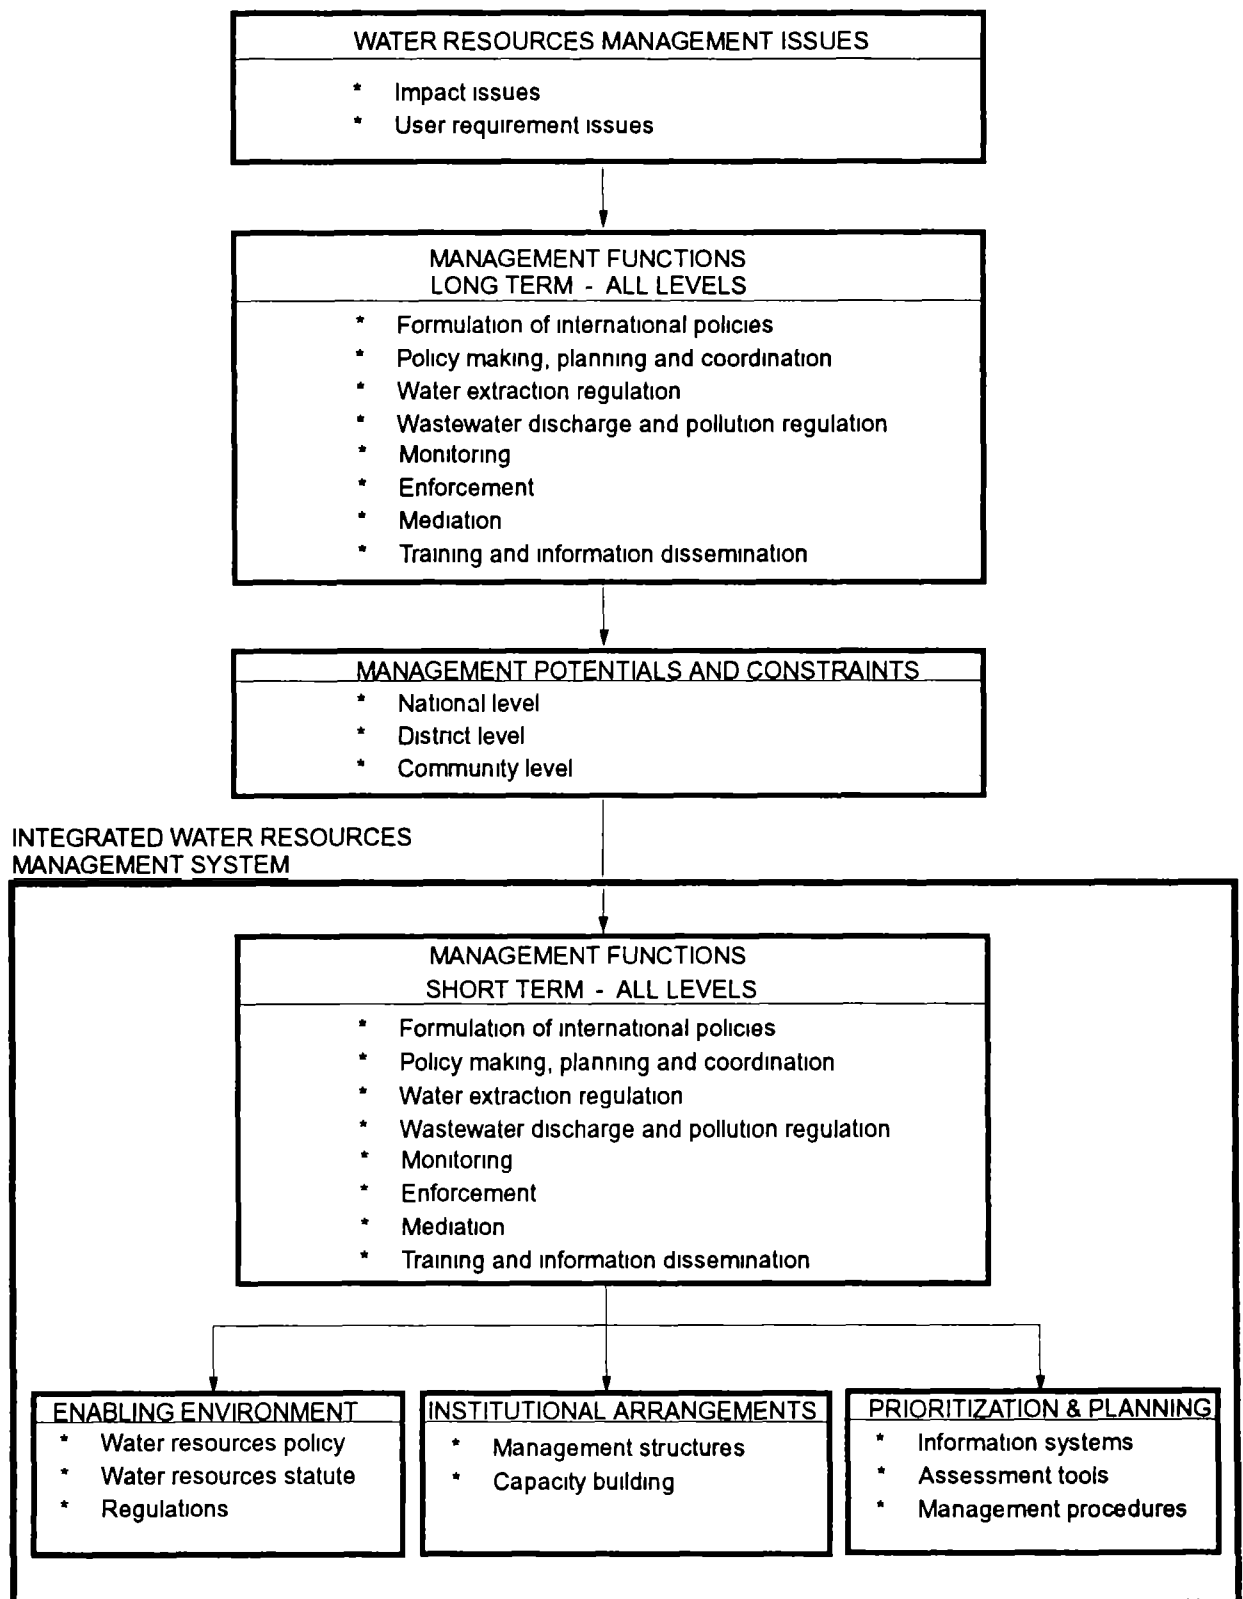 WATER RESOURCES MANAGEMENT ISSUES
* Impact issues
* User requirement issues
MANAGEMENT FUNCTIONS
LONG TERM - ALL LEVELS
* Formulation of international policies
* Policy making, planning and coordination
* Water extraction regulation
* Wastewater discharge and pollution regulation
* Monitoring
* Enforcement
* Mediation
* Training and information dissemination
MANAGEMENT POTENTIALS AND CONSTRAINTS
* National level
* District level
* Community level
INTEGRATED WATER RESOURCES
MANAGEMENT SYSTEM
MANAGEMENT FUNCTIONS
SHORT TERM - ALL LEVELS
* Formulation of international policies
* Policy making, planning and coordination
* Water extraction regulation
* Wastewater discharge and pollution regulation
* Monitoring
* Enforcement
* Mediation
* Training and information dissemination
ENABLING ENVIRONMENT
* Water resources policy
* Water resources statute
* Regulations
INSTITUTIONAL ARRANGEMENTS
* Management structures
* Capacity building
PRIORITIZATION & PLANNING
* Information systems
* Assessment tools
* Management procedures